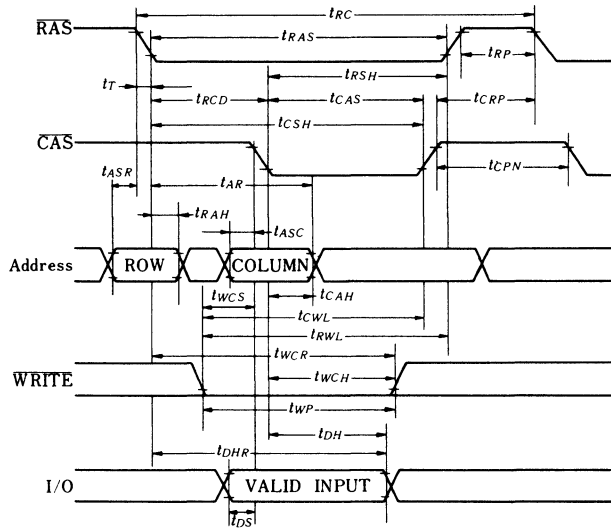 tRC
RAS
tRAS
tRP
tRSH
tT
tRCD
tCAS
tCRP
tCSH
CAS
tASR
tCPN
tAR
tRAH
tASC
Address
ROW
COLUMN
tCAH
tWCS
tCWL
tRWL
tWCR
WRITE
tWCH
tWP
tDH
tDHR
I/O
VALID INPUT
tDS